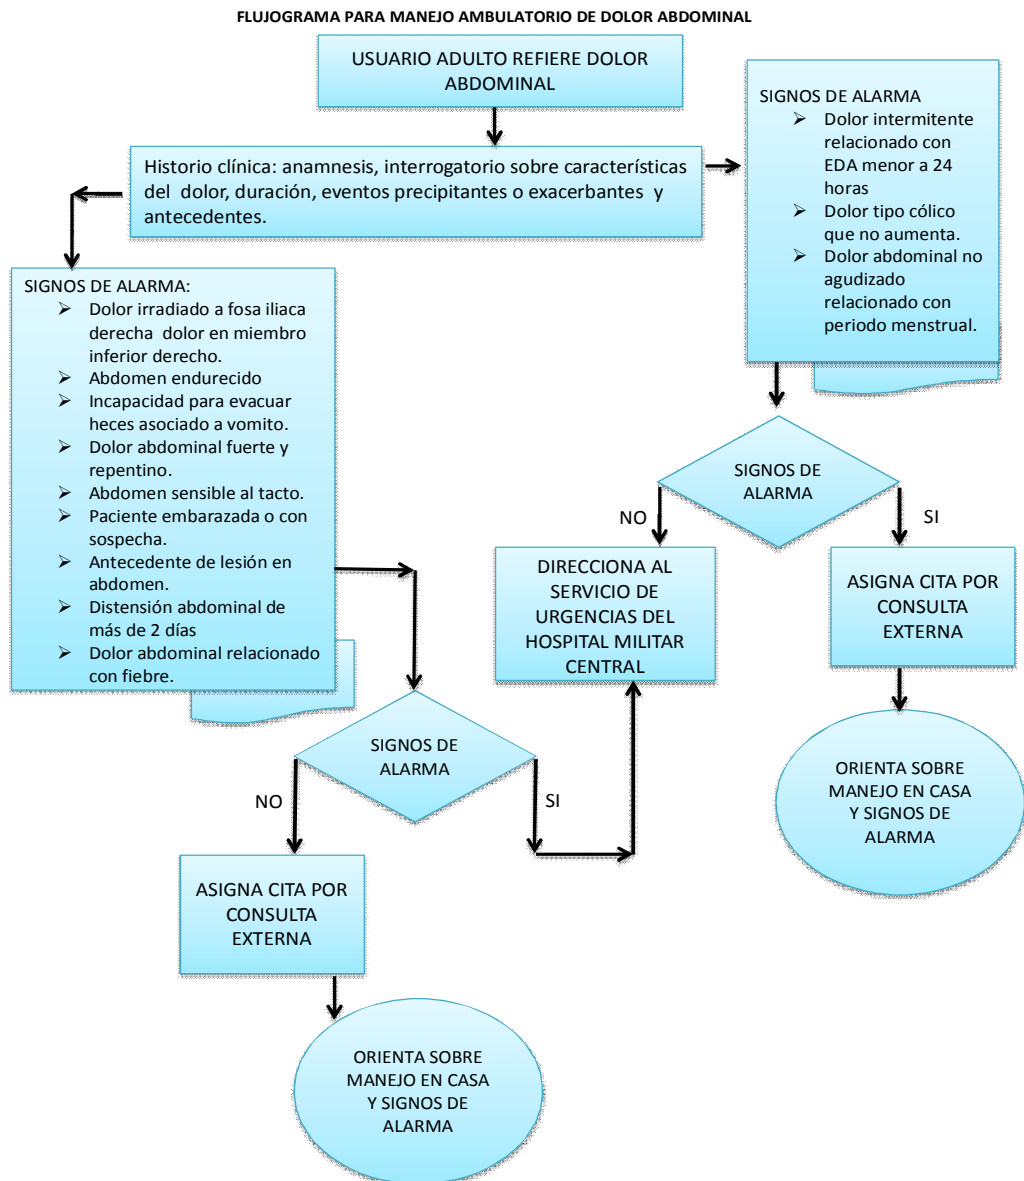 FLUJOGRAMA PARA MANEJO AMBULATORIO DE DOLOR ABDOMINAL
USUARIO ADULTO REFIERE DOLOR
ABDOMINAL
Historio clínica: anamnesis, interrogatorio sobre características
del dolor, duración, eventos precipitantes o exacerbantes y
antecedentes.
SIGNOS DE ALARMA
➢ Dolor intermitente
relacionado con
EDA menor a 24
horas
➢ Dolor tipo cólico
que no aumenta.
➢ Dolor abdominal no
agudizado
relacionado con
periodo menstrual.
SIGNOS DE ALARMA:
➢ Dolor irradiado a fosa iliaca
derecha dolor en miembro
inferior derecho.
➢ Abdomen endurecido
➢ Incapacidad para evacuar
heces asociado a vomito.
➢ Dolor abdominal fuerte y
repentino.
➢ Abdomen sensible al tacto.
➢ Paciente embarazada o con
sospecha.
➢ Antecedente de lesión en
abdomen.
➢ Distensión abdominal de
más de 2 días
➢ Dolor abdominal relacionado
con fiebre.
SIGNOS DE
ALARMA
NO
SI
DIRECCIONA AL
SERVICIO DE
URGENCIAS DEL
HOSPITAL MILITAR
CENTRAL
ASIGNA CITA POR
CONSULTA
EXTERNA
ORIENTA SOBRE
MANEJO EN CASA
Y SIGNOS DE
ALARMA
SIGNOS DE
ALARMA
NO
SI
ASIGNA CITA POR
CONSULTA
EXTERNA
ORIENTA SOBRE
MANEJO EN CASA
Y SIGNOS DE
ALARMA